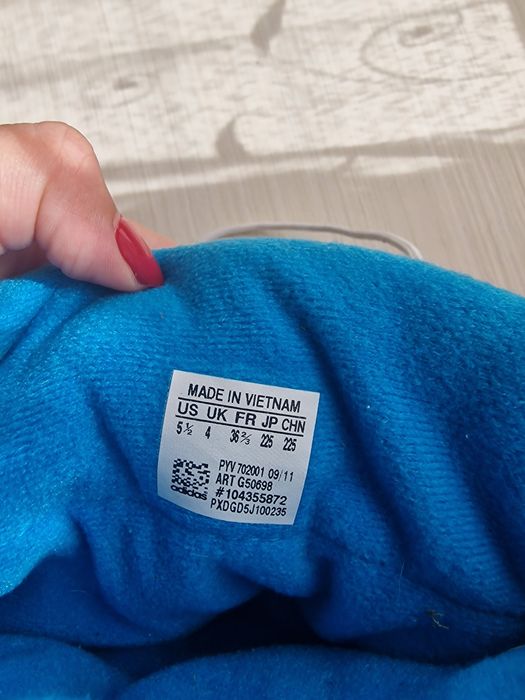 MADE IN VIETNAM
US UK FR JP CHN
5½ 4 36⅔ 225 225
PYV 702001 09/11
ART G50698
#104355872
PXDGD5J100235
adidas